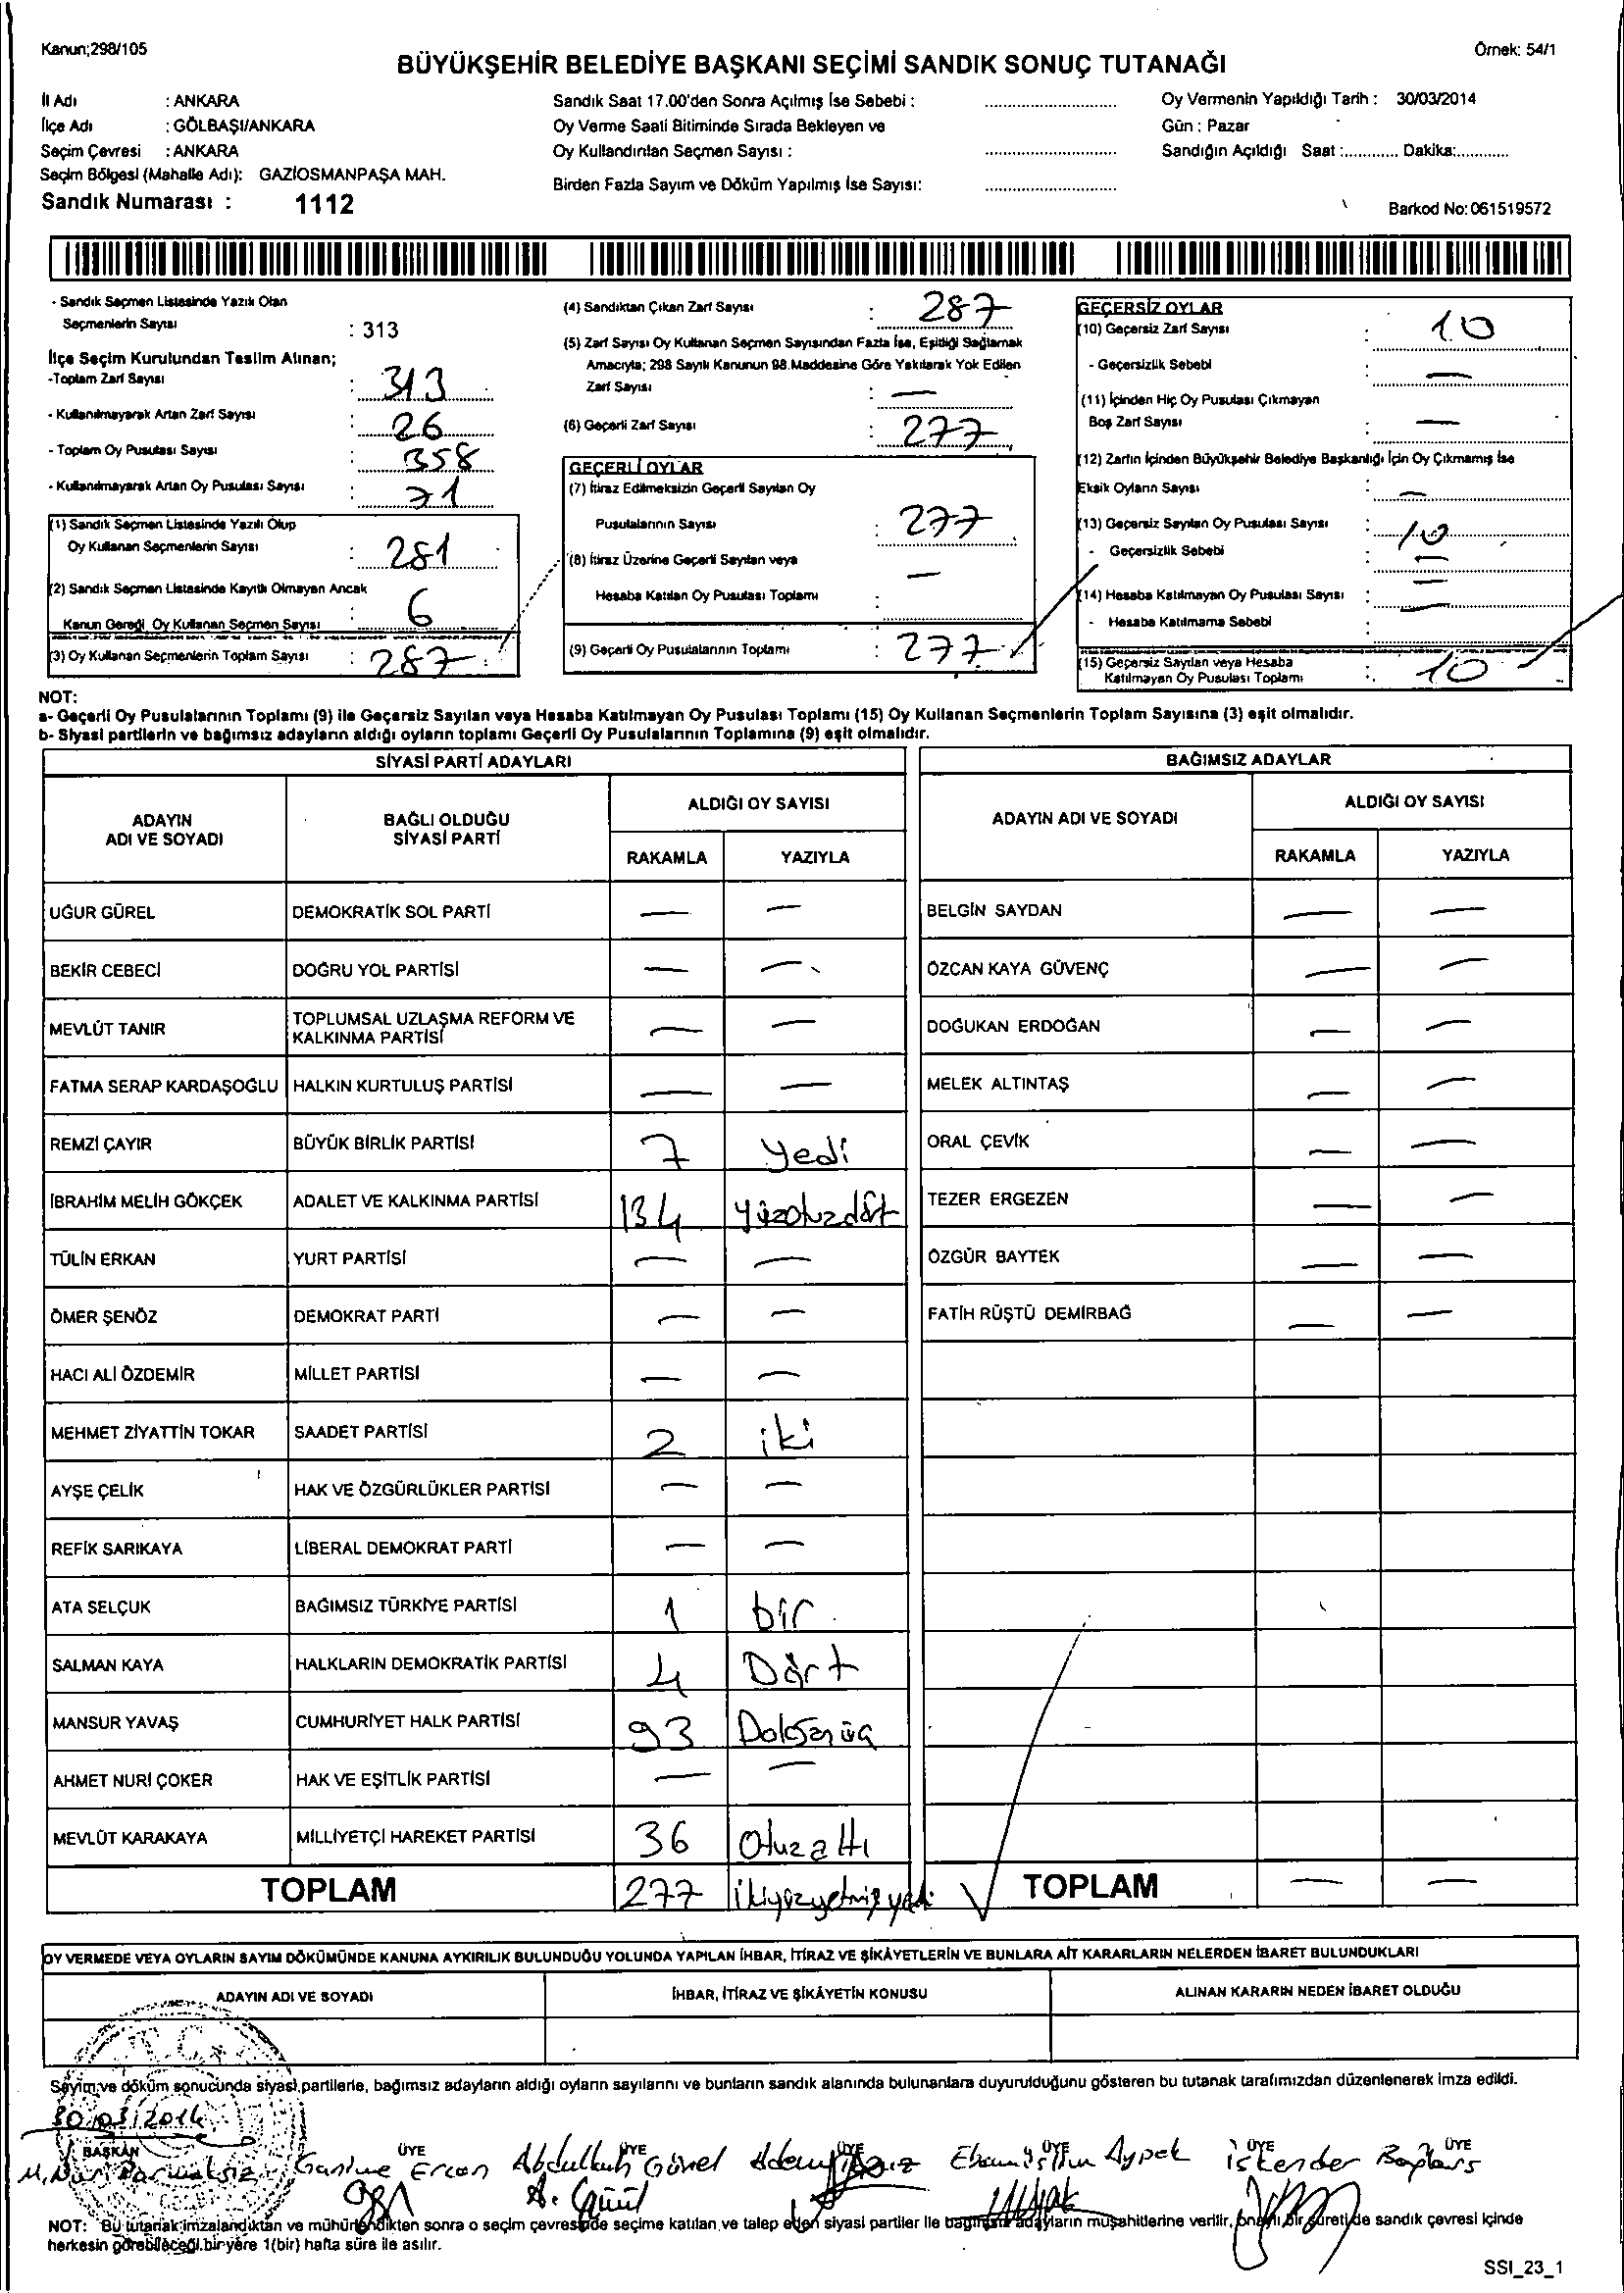 Kanun;298/105
Örnek: 54/1
BÜYÜKŞEHİR BELEDİYE BAŞKANI SEÇİMİ SANDIK SONUÇ TUTANAĞI
İl Adı : ANKARA
İlçe Adı : GÖLBAŞI/ANKARA
Seçim Çevresi : ANKARA
Seçim Bölgesi (Mahalle Adı): GAZİOSMANPAŞA MAH.
Sandık Numarası : 1112
Sandık Saat 17.00'den Sonra Açılmış İse Sebebi :
Oy Verme Saati Bitiminde Sırada Bekleyen ve
Oy Kullandırılan Seçmen Sayısı :
Birden Fazla Sayım ve Döküm Yapılmış İse Sayısı:
Oy Vermenin Yapıldığı Tarih : 30/03/2014
Gün : Pazar
Sandığın Açıldığı Saat :............ Dakika:............
Barkod No: 061519572
- Sandık Seçmen Listesinde Yazılı Olan
Seçmenlerin Sayısı : 313
İlçe Seçim Kurulundan Teslim Alınan;
-Toplam Zarf Sayısı : 313
- Kullanılmayarak Artan Zarf Sayısı : 26
- Toplam Oy Pusulası Sayısı : 358
- Kullanılmayarak Artan Oy Pusulası Sayısı : 71
(1) Sandık Seçmen Listesinde Yazılı Olup
Oy Kullanan Seçmenlerin Sayısı : 281
(2) Sandık Seçmen Listesinde Kayıtlı Olmayan Ancak
Kanun Gereği Oy Kullanan Seçmen Sayısı : 6
(3) Oy Kullanan Seçmenlerin Toplam Sayısı : 287
(4) Sandıktan Çıkan Zarf Sayısı : 287
(5) Zarf Sayısı Oy Kullanan Seçmen Sayısından Fazla İse, Eşitliği Sağlamak
Amacıyla; 298 Sayılı Kanunun 98.Maddesine Göre Yakılarak Yok Edilen
Zarf Sayısı : —
(6) Geçerli Zarf Sayısı : 277
GEÇERLİ OYLAR
(7) İtiraz Edilmeksizin Geçerli Sayılan Oy
Pusulalarının Sayısı : 277
(8) İtiraz Üzerine Geçerli Sayılan veya
Hesaba Katılan Oy Pusulası Toplamı : —
(9) Geçerli Oy Pusulalarının Toplamı : 277
GEÇERSİZ OYLAR
(10) Geçersiz Zarf Sayısı : 10
- Geçersizlik Sebebi : —
(11) İçinden Hiç Oy Pusulası Çıkmayan
Boş Zarf Sayısı : —
(12) Zarfın İçinden Büyükşehir Belediye Başkanlığı İçin Oy Çıkmamış İse
Eksik Oyların Sayısı : —
(13) Geçersiz Sayılan Oy Pusulası Sayısı : 10
- Geçersizlik Sebebi : —
(14) Hesaba Katılmayan Oy Pusulası Sayısı : —
- Hesaba Katılmama Sebebi : —
(15) Geçersiz Sayılan veya Hesaba
Katılmayan Oy Pusulası Toplamı : 10
NOT:
a- Geçerli Oy Pusulalarının Toplamı (9) ile Geçersiz Sayılan veya Hesaba Katılmayan Oy Pusulası Toplamı (15) Oy Kullanan Seçmenlerin Toplam Sayısına (3) eşit olmalıdır.
b- Siyasi partilerin ve bağımsız adayların aldığı oyların toplamı Geçerli Oy Pusulalarının Toplamına (9) eşit olmalıdır.
SİYASİ PARTİ ADAYLARI
ADAYIN ADI VE SOYADI
BAĞLI OLDUĞU SİYASİ PARTİ
ALDIĞI OY SAYISI
RAKAMLA YAZIYLA
UĞUR GÜREL DEMOKRATİK SOL PARTİ — —
BEKİR CEBECİ DOĞRU YOL PARTİSİ — —
MEVLÜT TANIR TOPLUMSAL UZLAŞMA REFORM VE KALKINMA PARTİSİ — —
FATMA SERAP KARDAŞOĞLU HALKIN KURTULUŞ PARTİSİ — —
REMZİ ÇAYIR BÜYÜK BİRLİK PARTİSİ 7 Yedi
İBRAHİM MELİH GÖKÇEK ADALET VE KALKINMA PARTİSİ 134 Yüzotuzdört
TÜLİN ERKAN YURT PARTİSİ — —
ÖMER ŞENÖZ DEMOKRAT PARTİ — —
HACI ALİ ÖZDEMİR MİLLET PARTİSİ — —
MEHMET ZİYATTİN TOKAR SAADET PARTİSİ 2 iki
AYŞE ÇELİK HAK VE ÖZGÜRLÜKLER PARTİSİ — —
REFİK SARIKAYA LİBERAL DEMOKRAT PARTİ — —
ATA SELÇUK BAĞIMSIZ TÜRKİYE PARTİSİ 1 bir
SALMAN KAYA HALKLARIN DEMOKRATİK PARTİSİ 4 Dört
MANSUR YAVAŞ CUMHURİYET HALK PARTİSİ 93 Doksanüç
AHMET NURİ ÇOKER HAK VE EŞİTLİK PARTİSİ — —
MEVLÜT KARAKAYA MİLLİYETÇİ HAREKET PARTİSİ 36 Otuzaltı
TOPLAM 277 ikiyüzyetmişyedi
BAĞIMSIZ ADAYLAR
ADAYIN ADI VE SOYADI
ALDIĞI OY SAYISI
RAKAMLA YAZIYLA
BELGİN SAYDAN — —
ÖZCAN KAYA GÜVENÇ — —
DOĞUKAN ERDOĞAN — —
MELEK ALTINTAŞ — —
ORAL ÇEVİK — —
TEZER ERGEZEN — —
ÖZGÜR BAYTEK — —
FATİH RÜŞTÜ DEMİRBAĞ — —
TOPLAM — —
OY VERMEDE VEYA OYLARIN SAYIM DÖKÜMÜNDE KANUNA AYKIRILIK BULUNDUĞU YOLUNDA YAPILAN İHBAR, İTİRAZ VE ŞİKÂYETLERİN VE BUNLARA AİT KARARLARIN NELERDEN İBARET BULUNDUKLARI
ADAYIN ADI VE SOYADI
İHBAR, İTİRAZ VE ŞİKÂYETİN KONUSU
ALINAN KARARIN NEDEN İBARET OLDUĞU
Sayım ve döküm sonucunda siyasi partilerle, bağımsız adayların aldığı oyların sayılarını ve bunların sandık alanında bulunanlara duyurulduğunu gösteren bu tutanak tarafımızdan düzenlenerek imza edildi.
30/03/2014
BAŞKAN ÜYE ÜYE ÜYE ÜYE ÜYE ÜYE
M. Nuri Parmaksız Ercan Abdullah Gönel Adem Aypek İskender
A. Gönül
NOT: Bu tutanak imzalandıktan ve mühürlendikten sonra o seçim çevresinde seçime katılan ve talep eden siyasi partiler ile bağımsız adayların müşahitlerine verilir, onaylı bir sureti de sandık çevresi içinde
herkesin görebileceği bir yere 1(bir) hafta süre ile asılır.
SSI_23_1